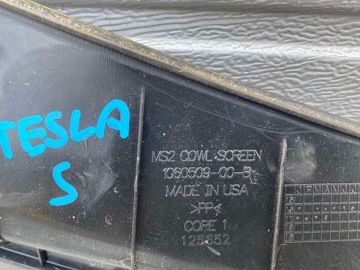 TESLA
S
MS2 COWL SCREEN
1060509-00-B
MADE IN USA
>PP<
CORE 1
125652